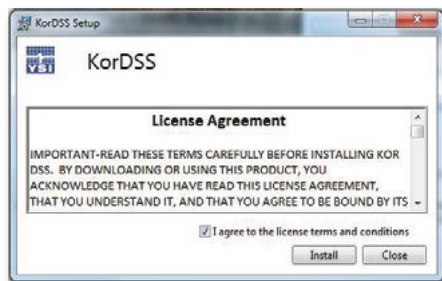 KorDSS Setup
YSI
KorDSS
License Agreement
IMPORTANT-READ THESE TERMS CAREFULLY BEFORE INSTALLING KOR
DSS. BY DOWNLOADING OR USING THIS PRODUCT, YOU
ACKNOWLEDGE THAT YOU HAVE READ THIS LICENSE AGREEMENT,
THAT YOU UNDERSTAND IT, AND THAT YOU AGREE TO BE BOUND BY ITS
I agree to the license terms and conditions
Install Close